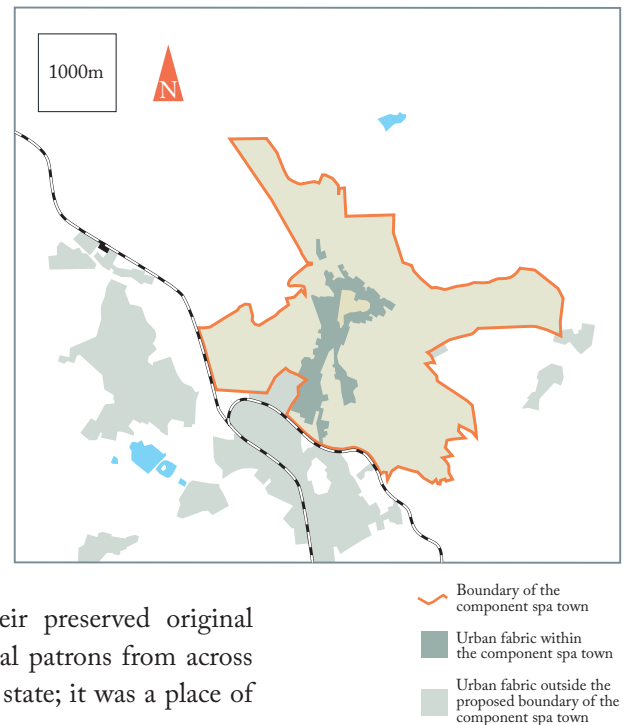 1000m
N
eir preserved original
al patrons from across
state; it was a place of
Boundary of the
component spa town
Urban fabric within
the component spa town
Urban fabric outside the
proposed boundary of the
component spa town